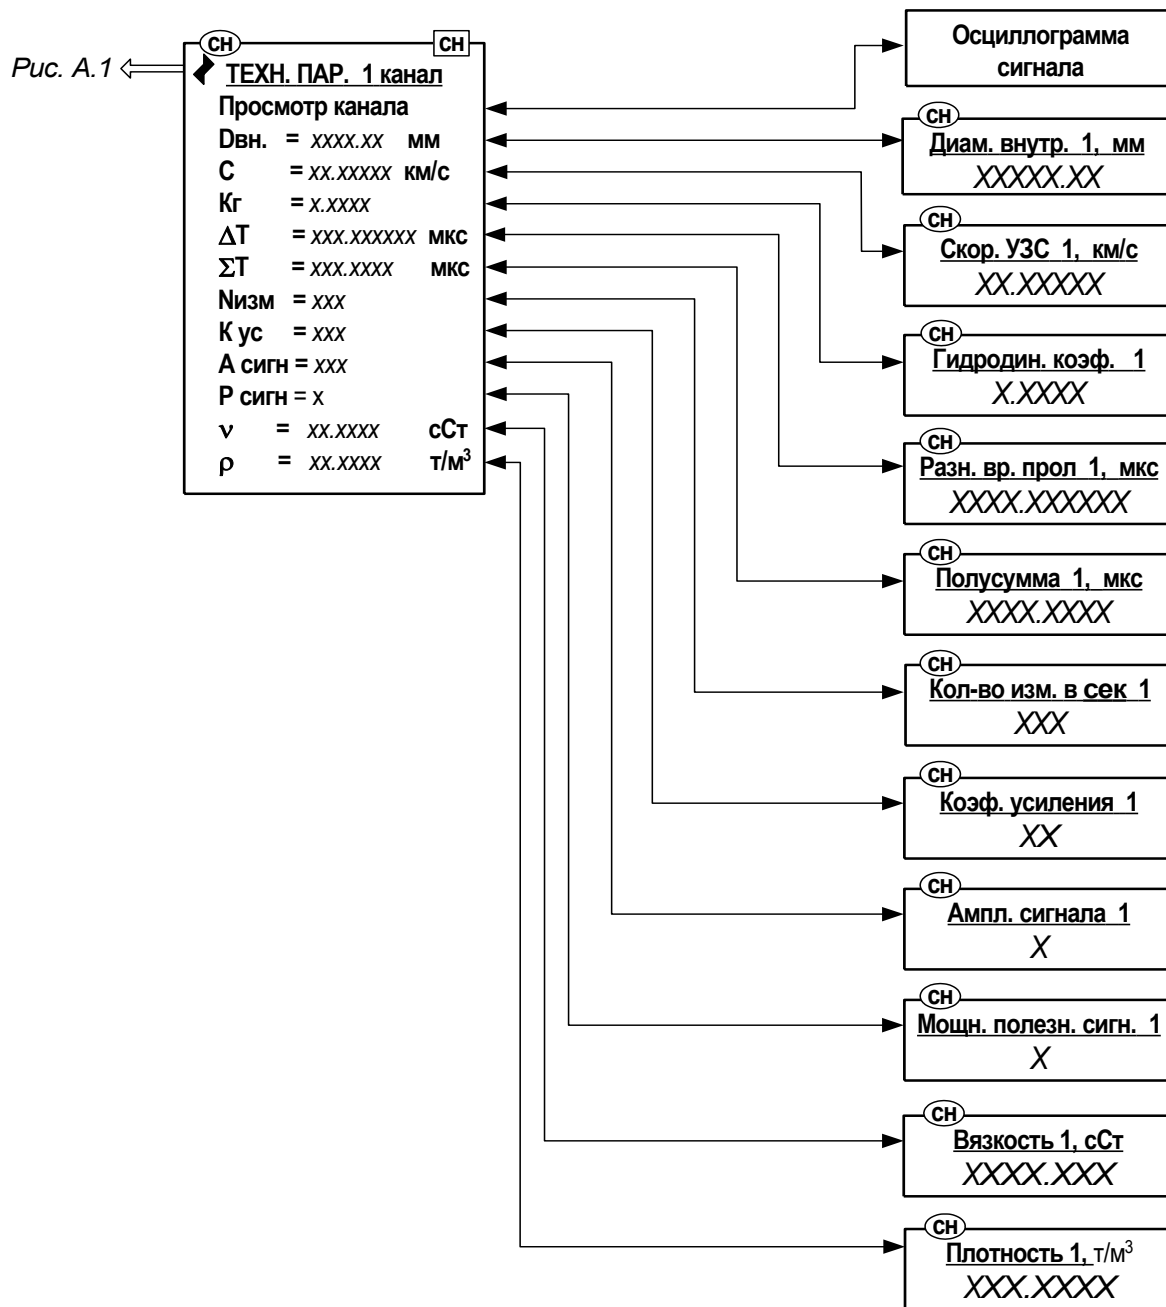 Рис. А.1
СН
СН
ТЕХН. ПАР. 1 канал
Просмотр канала
Dвн. = xxxx.xx мм
С = xx.xxxxx км/с
Кг = x.xxxx
ΔT = xxx.xxxxxx мкс
ΣT = xxx.xxxx мкс
Nизм = xxx
К ус = xxx
А сигн = xxx
Р сигн = x
ν = xx.xxxx сСт
ρ = xx.xxxx т/м³
Осциллограмма
сигнала
СН
Диам. внутр. 1, мм
XXXXX.XX
СН
Скор. УЗС 1, км/с
XX.XXXXX
СН
Гидродин. коэф. 1
X.XXXX
СН
Разн. вр. прол 1, мкс
XXXX.XXXXXX
СН
Полусумма 1, мкс
XXXX.XXXX
СН
Кол-во изм. в сек 1
XXX
СН
Коэф. усиления 1
XX
СН
Ампл. сигнала 1
X
СН
Мощн. полезн. сигн. 1
X
СН
Вязкость 1, сСт
XXXX.XXX
СН
Плотность 1, т/м³
XXX.XXXX